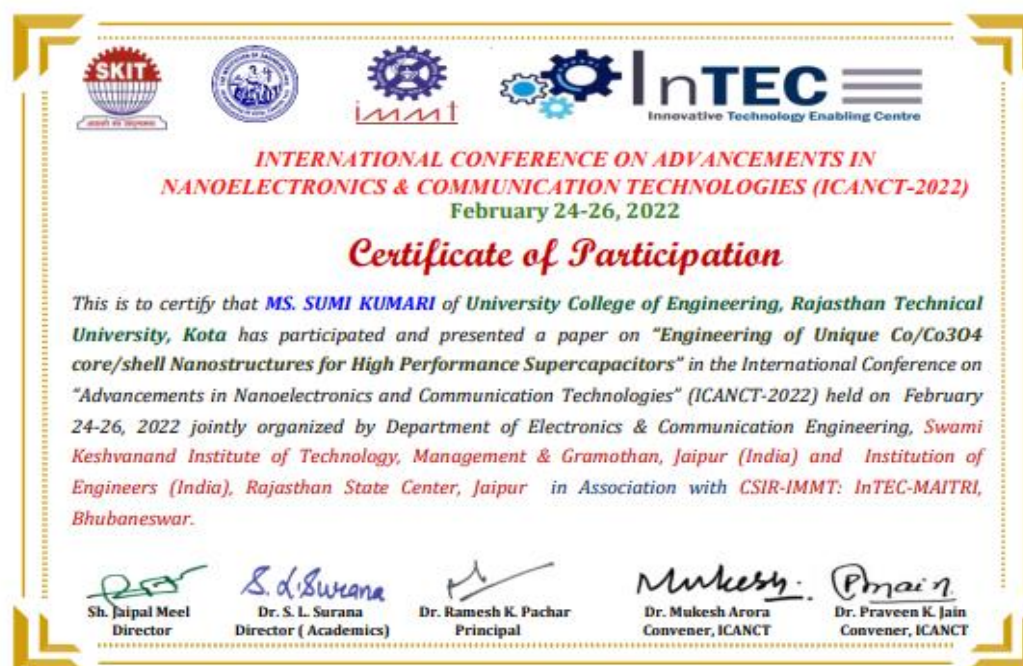 SKIT
immt
InTEC
Innovative Technology Enabling Centre
INTERNATIONAL CONFERENCE ON ADVANCEMENTS IN
NANOELECTRONICS & COMMUNICATION TECHNOLOGIES (ICANCT-2022)
February 24-26, 2022
Certificate of Participation
This is to certify that MS. SUMI KUMARI of University College of Engineering, Rajasthan Technical
University, Kota has participated and presented a paper on "Engineering of Unique Co/Co3O4
core/shell Nanostructures for High Performance Supercapacitors" in the International Conference on
"Advancements in Nanoelectronics and Communication Technologies" (ICANCT-2022) held on February
24-26, 2022 jointly organized by Department of Electronics & Communication Engineering, Swami
Keshvanand Institute of Technology, Management & Gramothan, Jaipur (India) and Institution of
Engineers (India), Rajasthan State Center, Jaipur in Association with CSIR-IMMT: InTEC-MAITRI,
Bhubaneswar.
S. L. Surana
Mukesh.
Sh. Jaipal Meel
Director
Dr. S. L. Surana
Director ( Academics)
Dr. Ramesh K. Pachar
Principal
Dr. Mukesh Arora
Convener, ICANCT
Dr. Praveen K. Jain
Convener, ICANCT